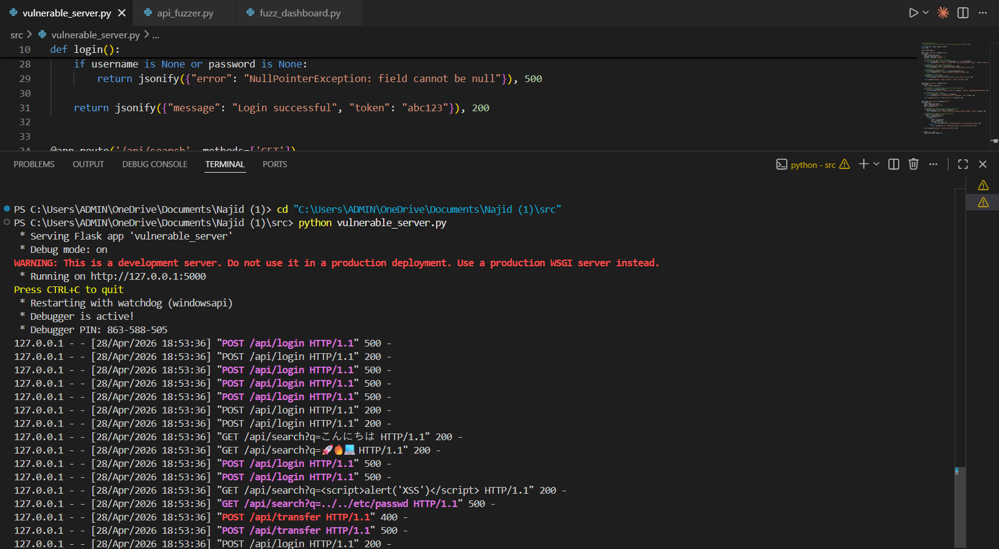 vulnerable_server.py
api_fuzzer.py
fuzz_dashboard.py
src > vulnerable_server.py > ...
10 def login():
28 if username is None or password is None:
29 return jsonify({"error": "NullPointerException: field cannot be null"}), 500
30
31 return jsonify({"message": "Login successful", "token": "abc123"}), 200
32
33
34 @app.route('/api/search', methods=['GET'])
PROBLEMS OUTPUT DEBUG CONSOLE TERMINAL PORTS
python - src
PS C:\Users\ADMIN\OneDrive\Documents\Najid (1)> cd "C:\Users\ADMIN\OneDrive\Documents\Najid (1)\src"
PS C:\Users\ADMIN\OneDrive\Documents\Najid (1)\src> python vulnerable_server.py
* Serving Flask app 'vulnerable_server'
* Debug mode: on
WARNING: This is a development server. Do not use it in a production deployment. Use a production WSGI server instead.
* Running on http://127.0.0.1:5000
Press CTRL+C to quit
* Restarting with watchdog (windowsapi)
* Debugger is active!
* Debugger PIN: 863-588-505
127.0.0.1 - - [28/Apr/2026 18:53:36] "POST /api/login HTTP/1.1" 500 -
127.0.0.1 - - [28/Apr/2026 18:53:36] "POST /api/login HTTP/1.1" 200 -
127.0.0.1 - - [28/Apr/2026 18:53:36] "POST /api/login HTTP/1.1" 500 -
127.0.0.1 - - [28/Apr/2026 18:53:36] "POST /api/login HTTP/1.1" 500 -
127.0.0.1 - - [28/Apr/2026 18:53:36] "POST /api/login HTTP/1.1" 500 -
127.0.0.1 - - [28/Apr/2026 18:53:36] "POST /api/login HTTP/1.1" 200 -
127.0.0.1 - - [28/Apr/2026 18:53:36] "POST /api/login HTTP/1.1" 200 -
127.0.0.1 - - [28/Apr/2026 18:53:36] "GET /api/search?q=こんにちは HTTP/1.1" 200 -
127.0.0.1 - - [28/Apr/2026 18:53:36] "GET /api/search?q=🚀🔥💻 HTTP/1.1" 200 -
127.0.0.1 - - [28/Apr/2026 18:53:36] "POST /api/login HTTP/1.1" 500 -
127.0.0.1 - - [28/Apr/2026 18:53:36] "POST /api/login HTTP/1.1" 500 -
127.0.0.1 - - [28/Apr/2026 18:53:36] "GET /api/search?q=<script>alert('XSS')</script> HTTP/1.1" 200 -
127.0.0.1 - - [28/Apr/2026 18:53:36] "GET /api/search?q=../../etc/passwd HTTP/1.1" 500 -
127.0.0.1 - - [28/Apr/2026 18:53:36] "POST /api/transfer HTTP/1.1" 400 -
127.0.0.1 - - [28/Apr/2026 18:53:36] "POST /api/transfer HTTP/1.1" 500 -
127.0.0.1 - - [28/Apr/2026 18:53:36] "POST /api/login HTTP/1.1" 200 -